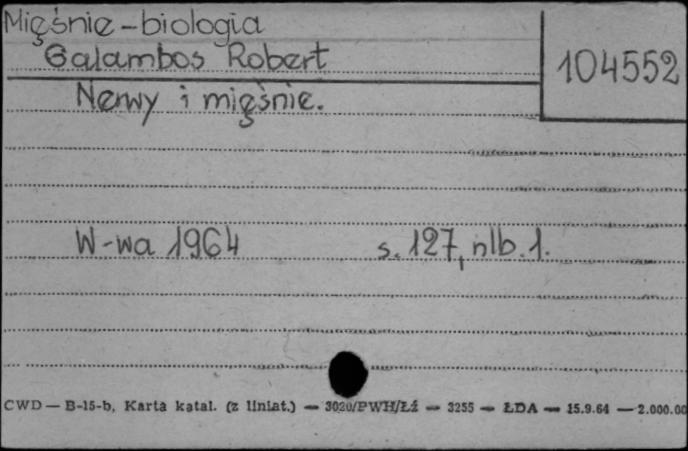 Mięśnie - biologia
Galambos Robert
104552
Nerwy i mięśnie.
W-wa 1964 s. 127, nlb. 1.
CWD — B-15-b, Karta katal. (z liniat.) — 3020/PWH/Łź — 3255 — ŁDA — 15.9.64 — 2.000.00